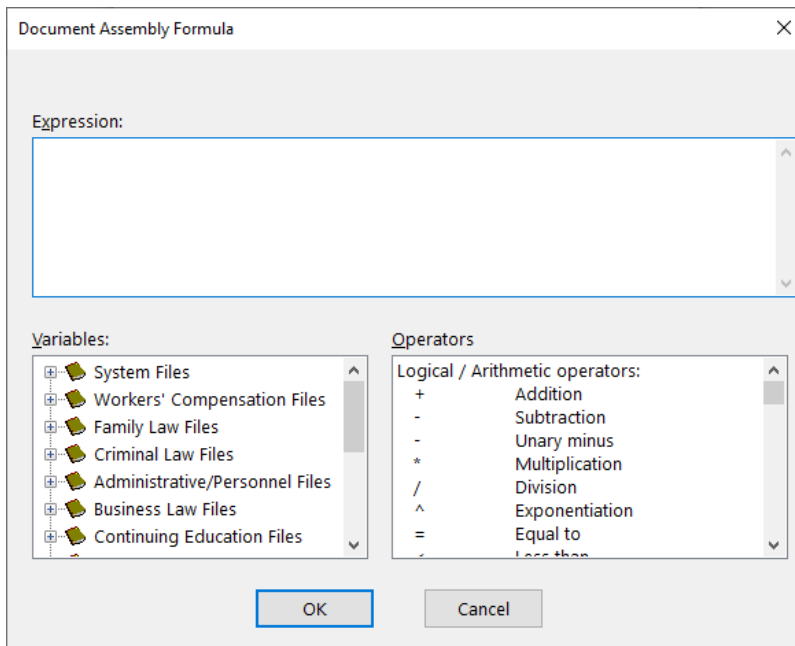 Document Assembly Formula
Expression:
Variables:
System Files
Workers' Compensation Files
Family Law Files
Criminal Law Files
Administrative/Personnel Files
Business Law Files
Continuing Education Files
Operators
Logical / Arithmetic operators:
+ Addition
- Subtraction
- Unary minus
* Multiplication
/ Division
^ Exponentiation
= Equal to
< Less than
OK
Cancel